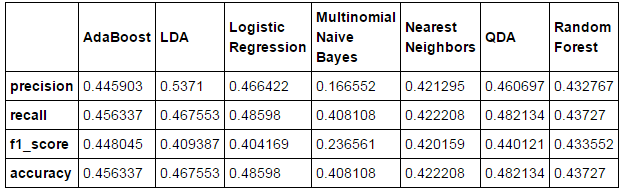 AdaBoost LDA Logistic Regression Multinomial Naive Bayes Nearest Neighbors QDA Random Forest
precision 0.445903 0.5371 0.466422 0.166552 0.421295 0.460697 0.432767
recall 0.456337 0.467553 0.48598 0.408108 0.422208 0.482134 0.43727
f1_score 0.448045 0.409387 0.404169 0.236561 0.420159 0.440121 0.433552
accuracy 0.456337 0.467553 0.48598 0.408108 0.422208 0.482134 0.43727